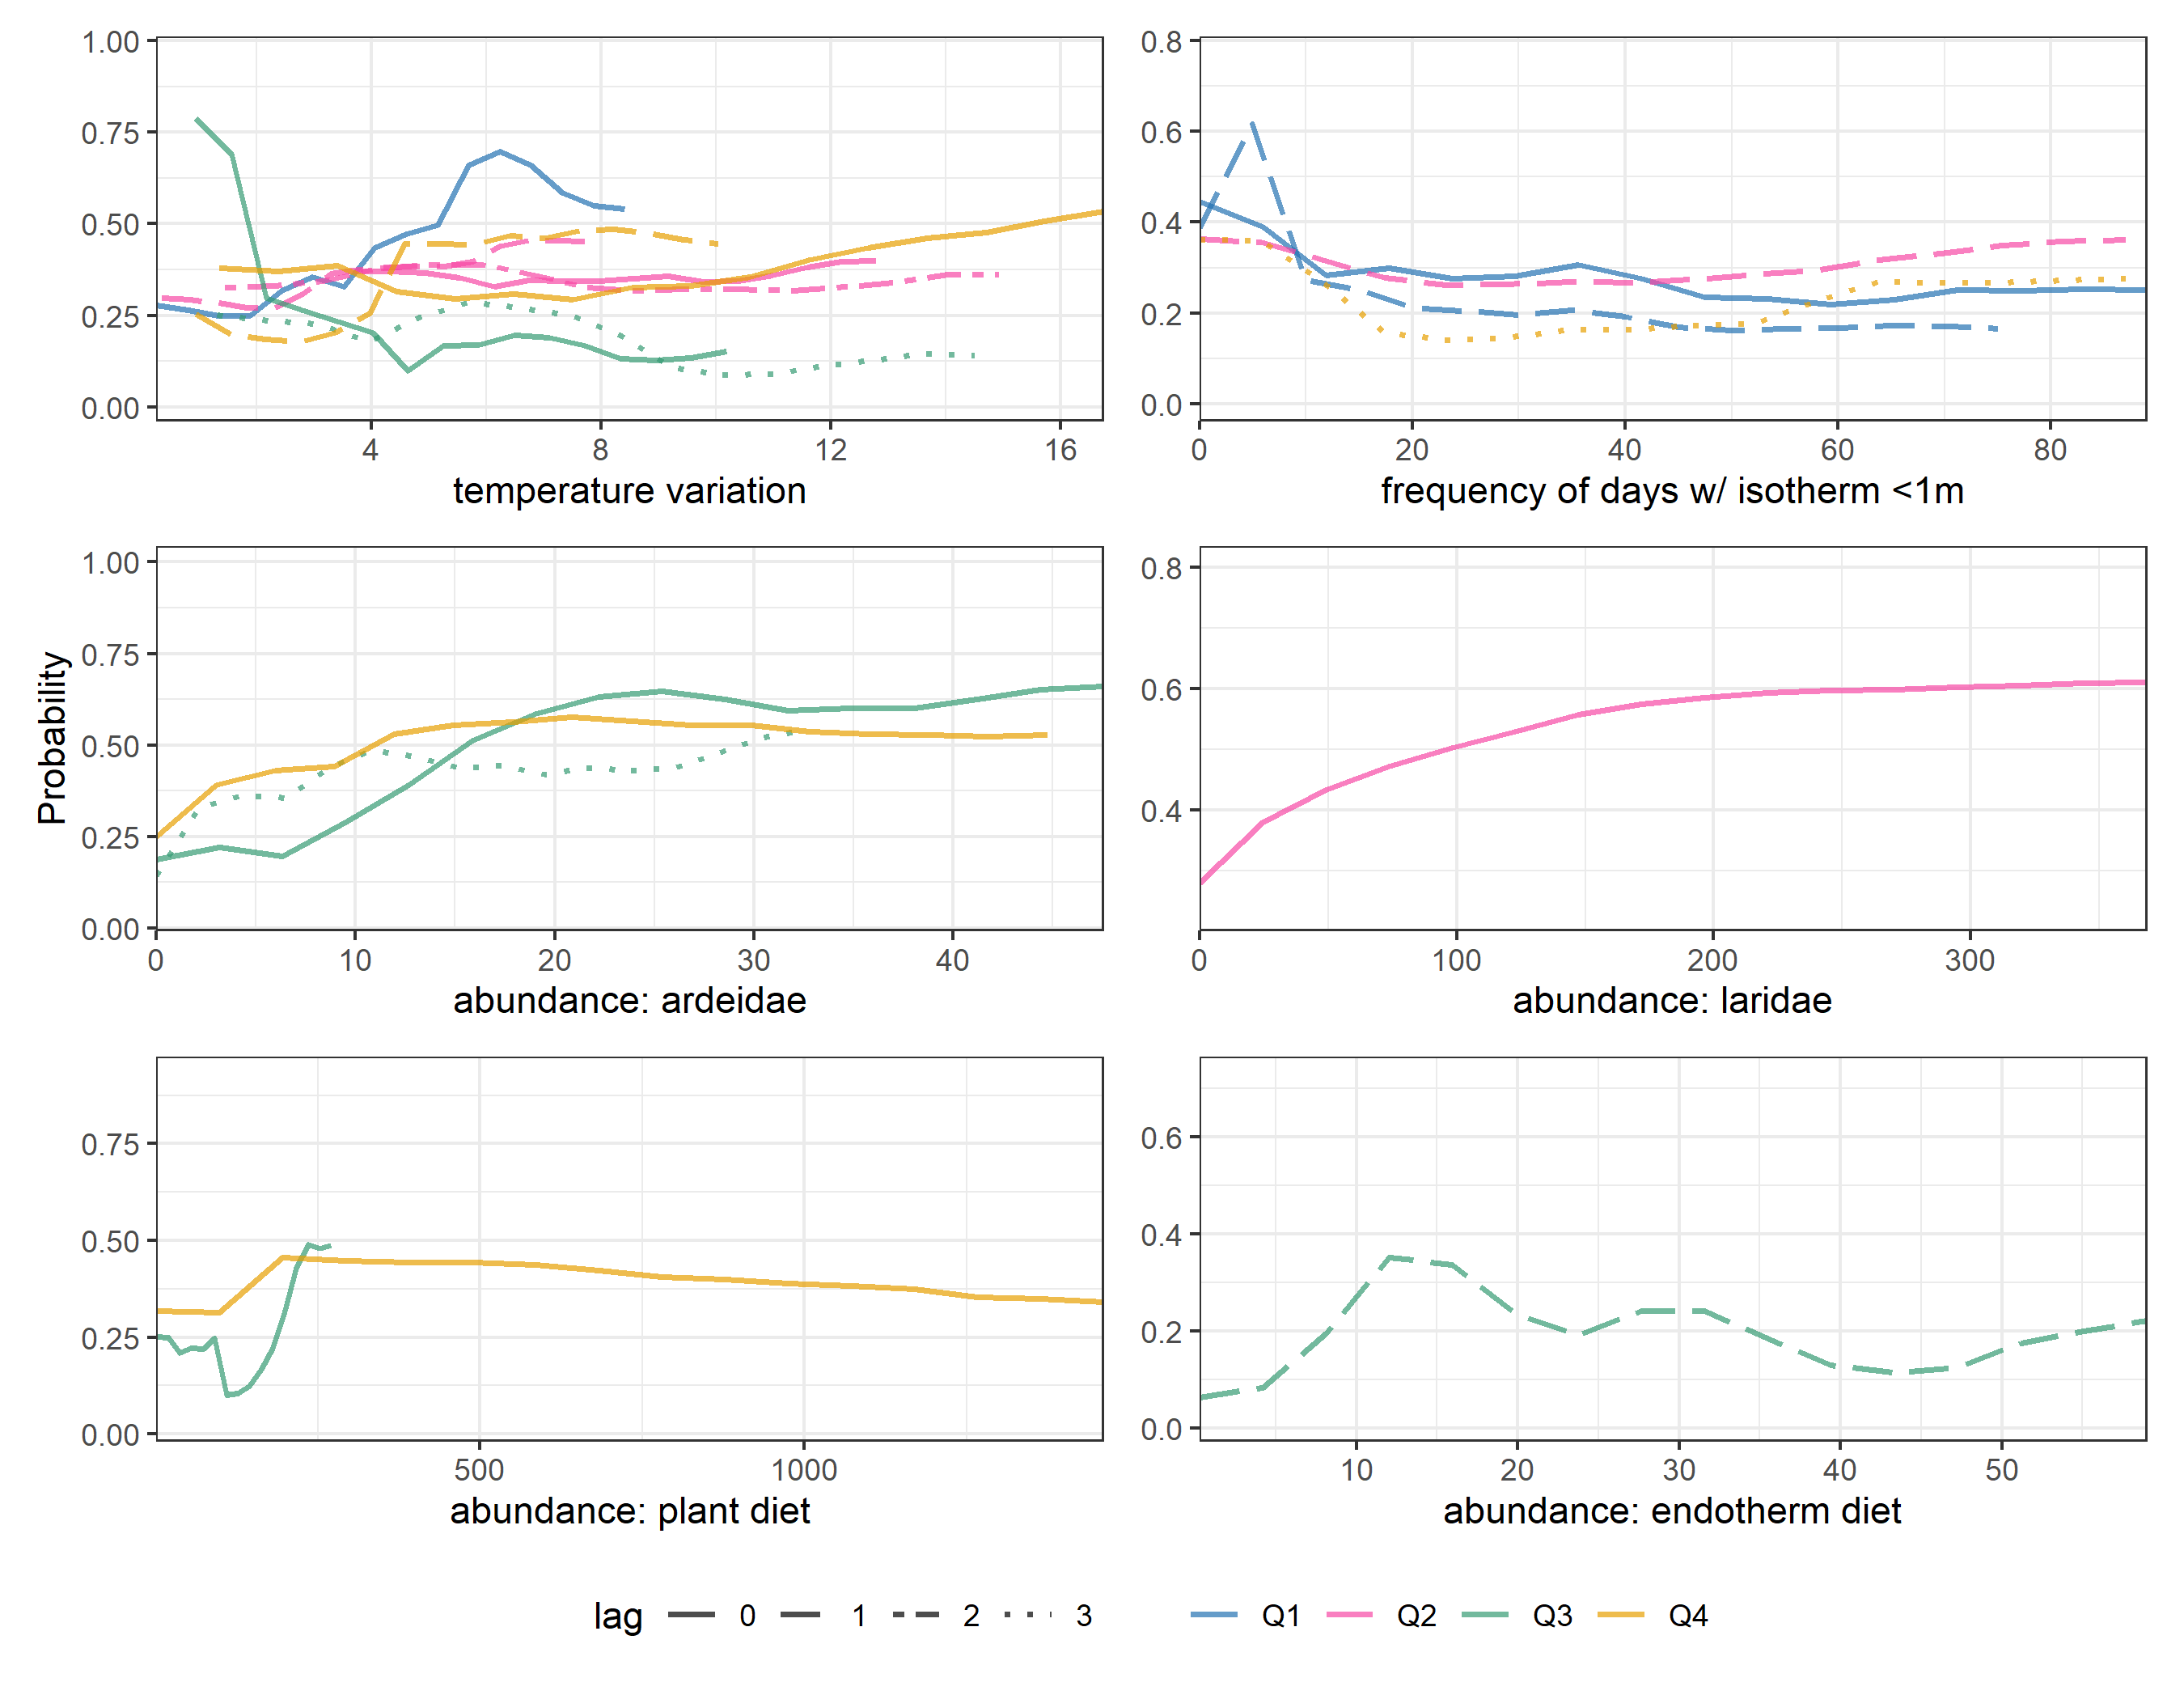 1.00
0.75
0.50
0.25
0.00
4 8 12 16
temperature variation
0.8
0.6
0.4
0.2
0.0
0 20 40 60 80
frequency of days w/ isotherm <1m
Probability
1.00
0.75
0.50
0.25
0.00
0 10 20 30 40
abundance: ardeidae
0.8
0.6
0.4
0 100 200 300
abundance: laridae
0.75
0.50
0.25
0.00
500 1000
abundance: plant diet
0.6
0.4
0.2
0.0
10 20 30 40 50
abundance: endotherm diet
lag 0 1 2 3 Q1 Q2 Q3 Q4